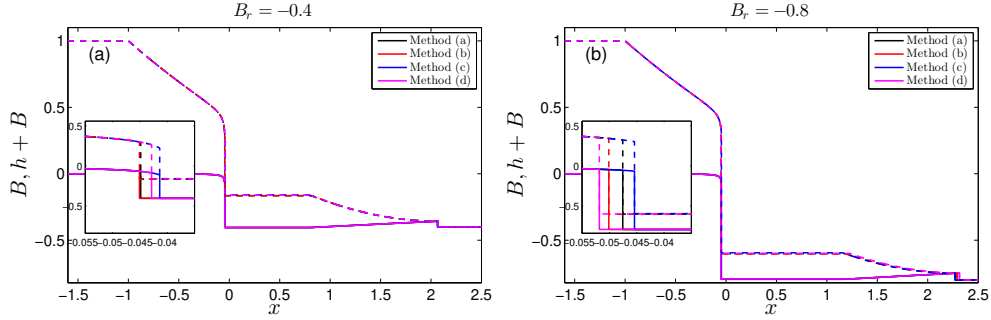 B_r = −0.4
(a)
Method (a)
Method (b)
Method (c)
Method (d)
B, h + B
1
0.5
0
−0.5
0.5
0
−0.5
−0.055−0.05−0.045−0.04
−1.5 −1 −0.5 0 0.5 1 1.5 2 2.5
x
B_r = −0.8
(b)
Method (a)
Method (b)
Method (c)
Method (d)
B, h + B
1
0.5
0
−0.5
0.5
0
−0.5
−0.055−0.05−0.045−0.04
−1.5 −1 −0.5 0 0.5 1 1.5 2 2.5
x